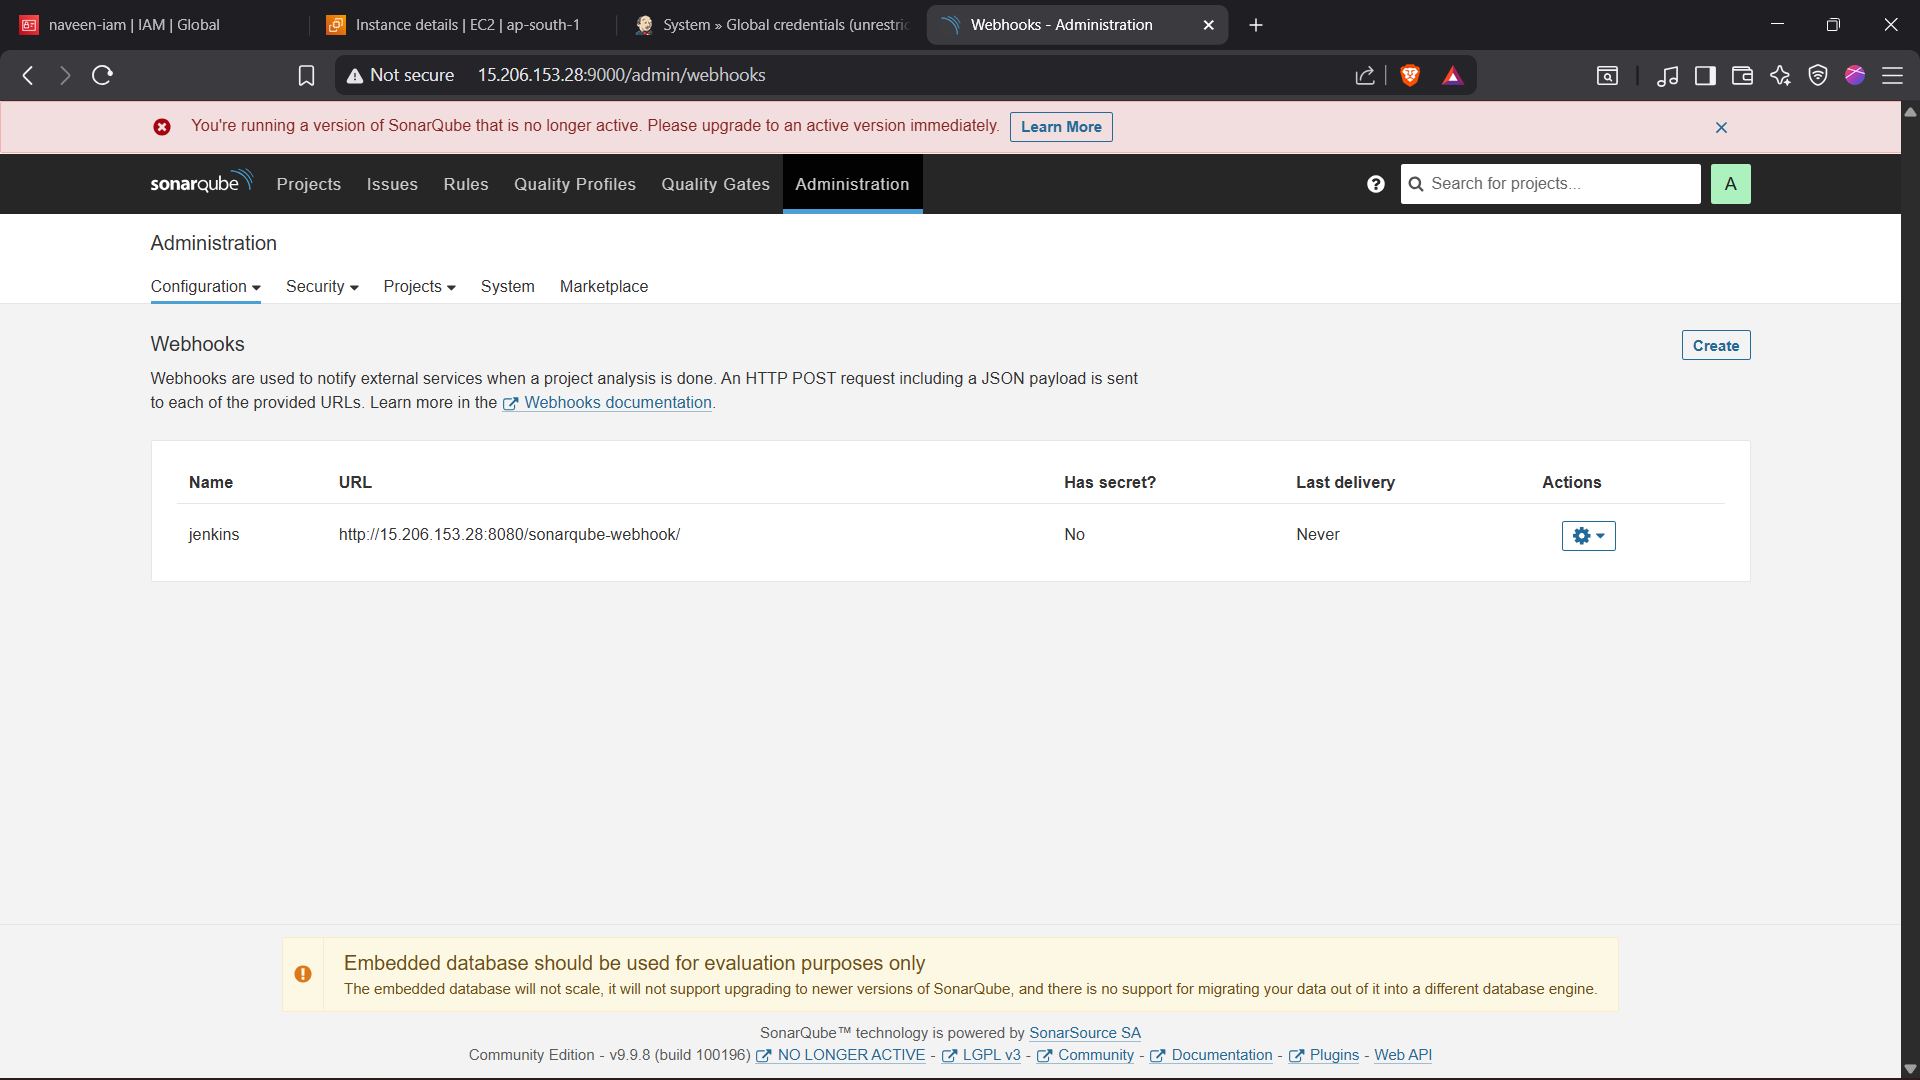 naveen-iam | IAM | Global
Instance details | EC2 | ap-south-1
System » Global credentials (unrestric
Webhooks - Administration
Not secure 15.206.153.28:9000/admin/webhooks
You're running a version of SonarQube that is no longer active. Please upgrade to an active version immediately. Learn More
sonarqube Projects Issues Rules Quality Profiles Quality Gates Administration Search for projects... A
Administration
Configuration Security Projects System Marketplace
Webhooks
Create
Webhooks are used to notify external services when a project analysis is done. An HTTP POST request including a JSON payload is sent
to each of the provided URLs. Learn more in the Webhooks documentation.
Name URL Has secret? Last delivery Actions
jenkins http://15.206.153.28:8080/sonarqube-webhook/ No Never
Embedded database should be used for evaluation purposes only
The embedded database will not scale, it will not support upgrading to newer versions of SonarQube, and there is no support for migrating your data out of it into a different database engine.
SonarQube™ technology is powered by SonarSource SA
Community Edition - v9.9.8 (build 100196) NO LONGER ACTIVE - LGPL v3 - Community - Documentation - Plugins - Web API